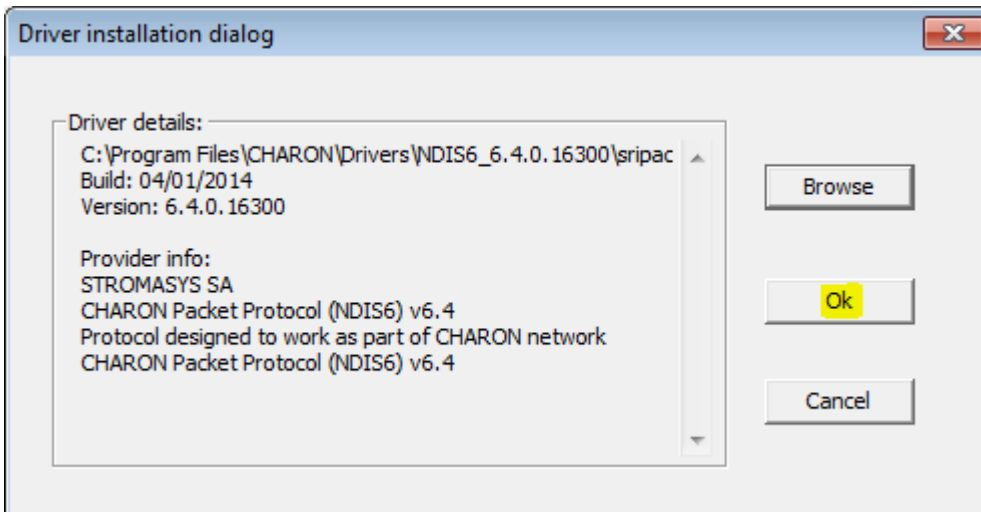 Driver installation dialog
Driver details:
C:\Program Files\CHARON\Drivers\NDIS6_6.4.0.16300\sripac
Build: 04/01/2014
Version: 6.4.0.16300
Provider info:
STROMASYS SA
CHARON Packet Protocol (NDIS6) v6.4
Protocol designed to work as part of CHARON network
CHARON Packet Protocol (NDIS6) v6.4
Browse
Ok
Cancel